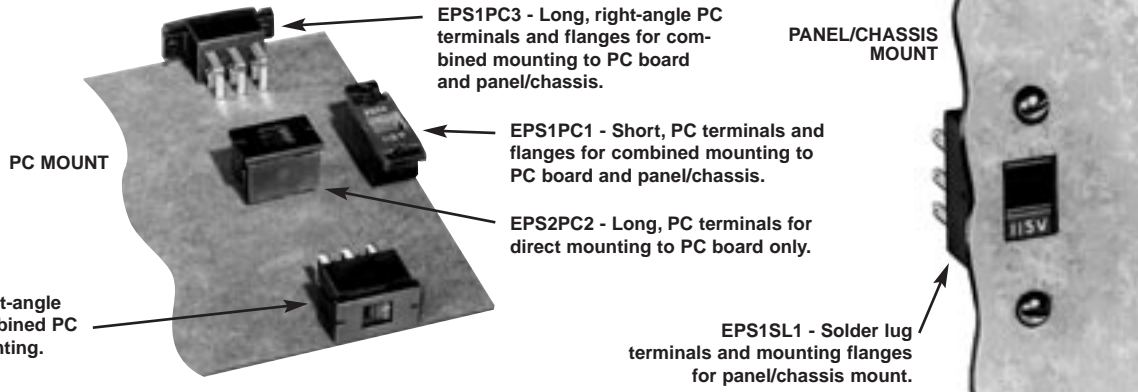 EPS1PC3 - Long, right-angle PC
terminals and flanges for com-
bined mounting to PC board
and panel/chassis.
PANEL/CHASSIS
MOUNT
EPS1PC1 - Short, PC terminals and
flanges for combined mounting to
PC board and panel/chassis.
PC MOUNT
EPS2PC2 - Long, PC terminals for
direct mounting to PC board only.
115V
t-angle
bined PC
nting.
EPS1SL1 - Solder lug
terminals and mounting flanges
for panel/chassis mount.